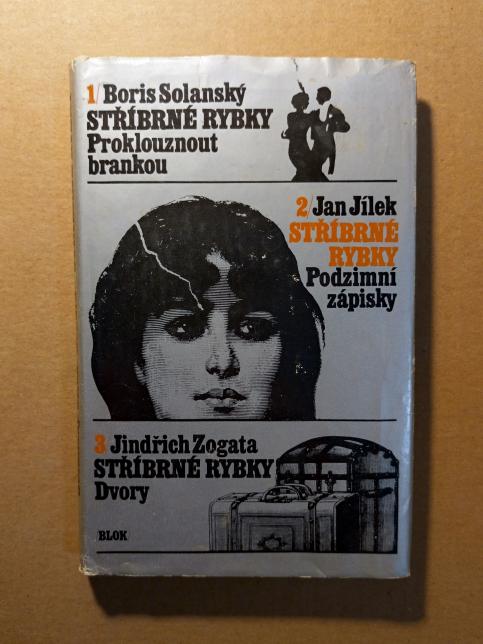 1/Boris Solanský
STŘÍBRNÉ RYBKY
Proklouznout
brankou
2/Jan Jílek
STŘÍBRNÉ
RYBKY
Podzimní
zápisky
3/Jindřich Zogata
STŘÍBRNÉ RYBKY
Dvory
/BLOK/